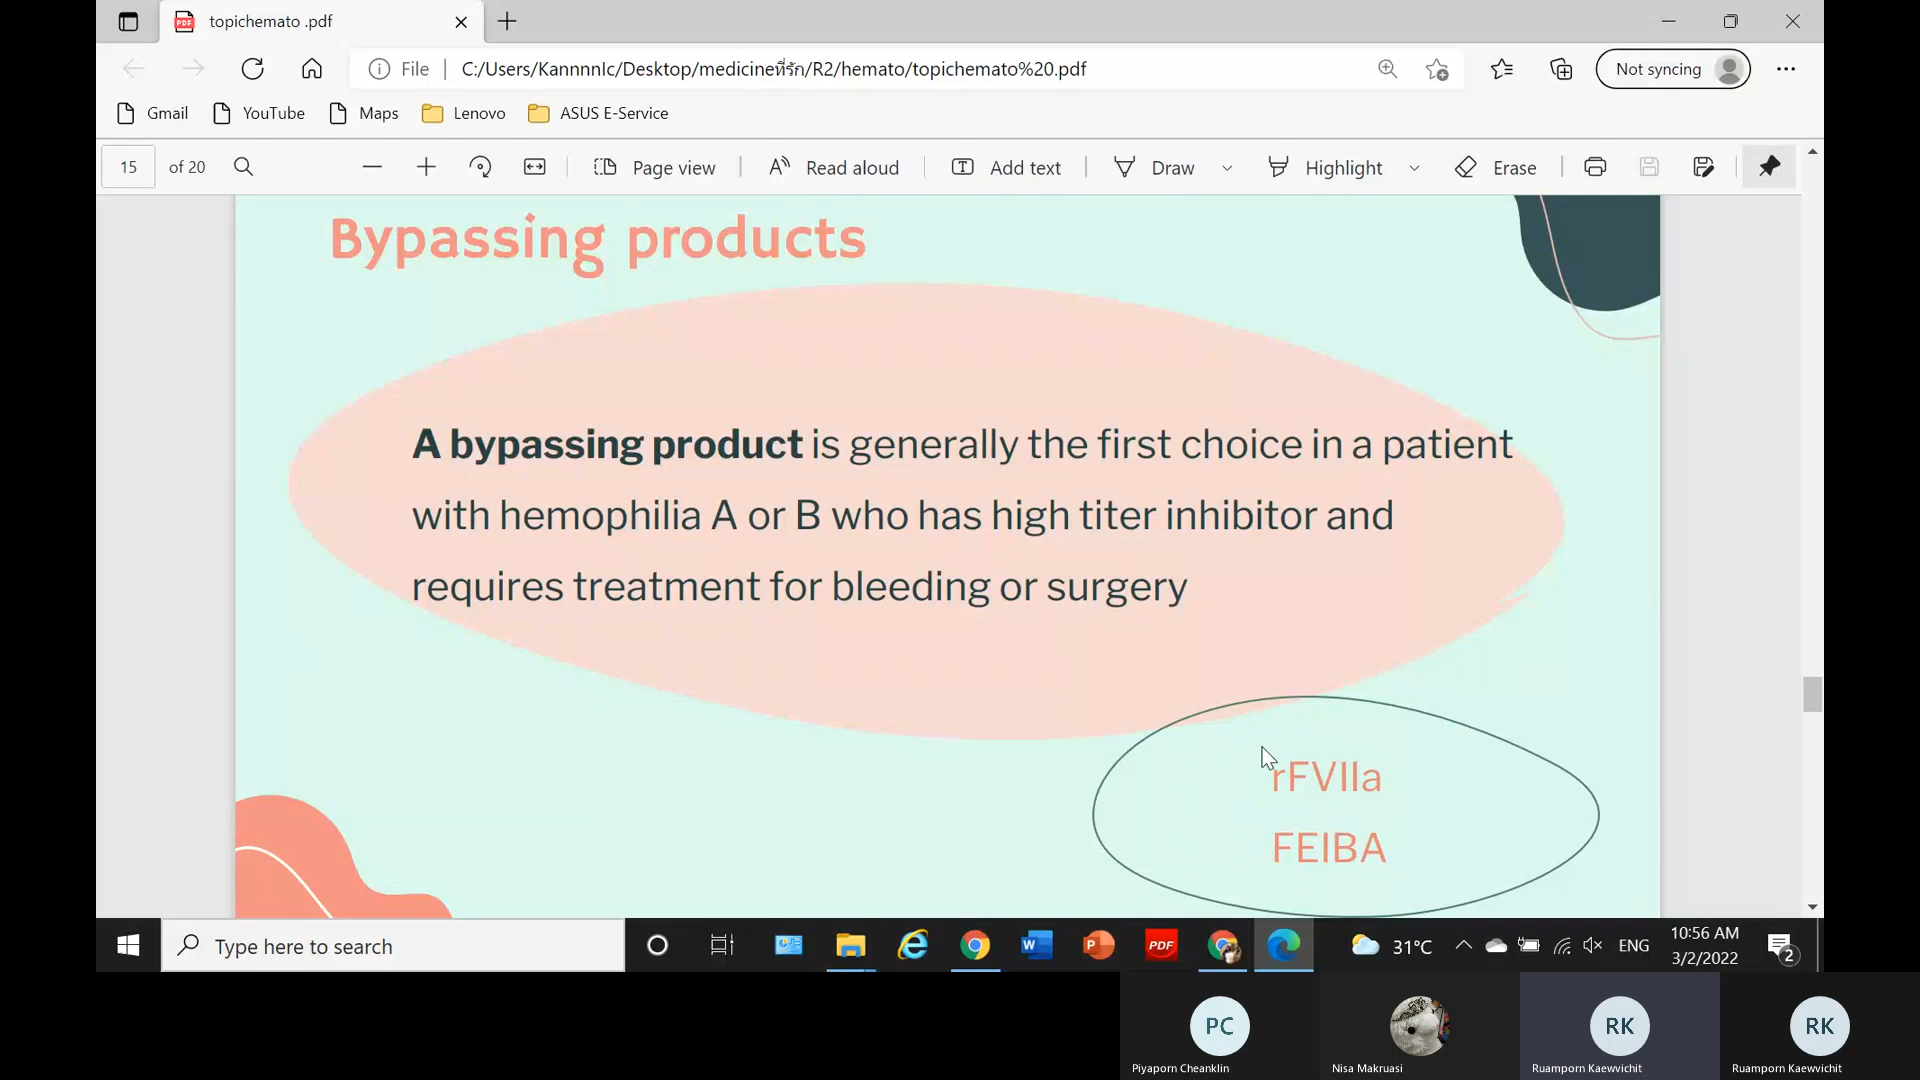 topichemato .pdf
File
C:/Users/KannnnIc/Desktop/medicineที่รัก/R2/hemato/topichemato%20.pdf
Not syncing
Gmail
YouTube
Maps
Lenovo
ASUS E-Service
15
of 20
Page view
Read aloud
Add text
Draw
Highlight
Erase
Bypassing products
A bypassing product is generally the first choice in a patient
with hemophilia A or B who has high titer inhibitor and
requires treatment for bleeding or surgery
rFVIIa
FEIBA
Type here to search
PDF
31°C
ENG
10:56 AM
3/2/2022
2
PC
RK
RK
Piyaporn Cheanklin
Nisa Makruasi
Ruamporn Kaewvichit
Ruamporn Kaewvichit